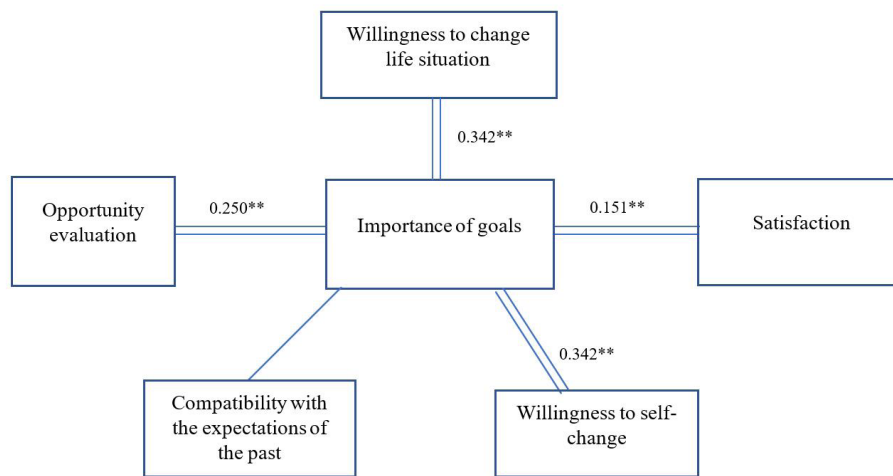 Willingness to change
life situation
0.342**
Opportunity
evaluation
0.250**
Importance of goals
0.151**
Satisfaction
0.342**
Compatibility with
the expectations of
the past
Willingness to self-
change